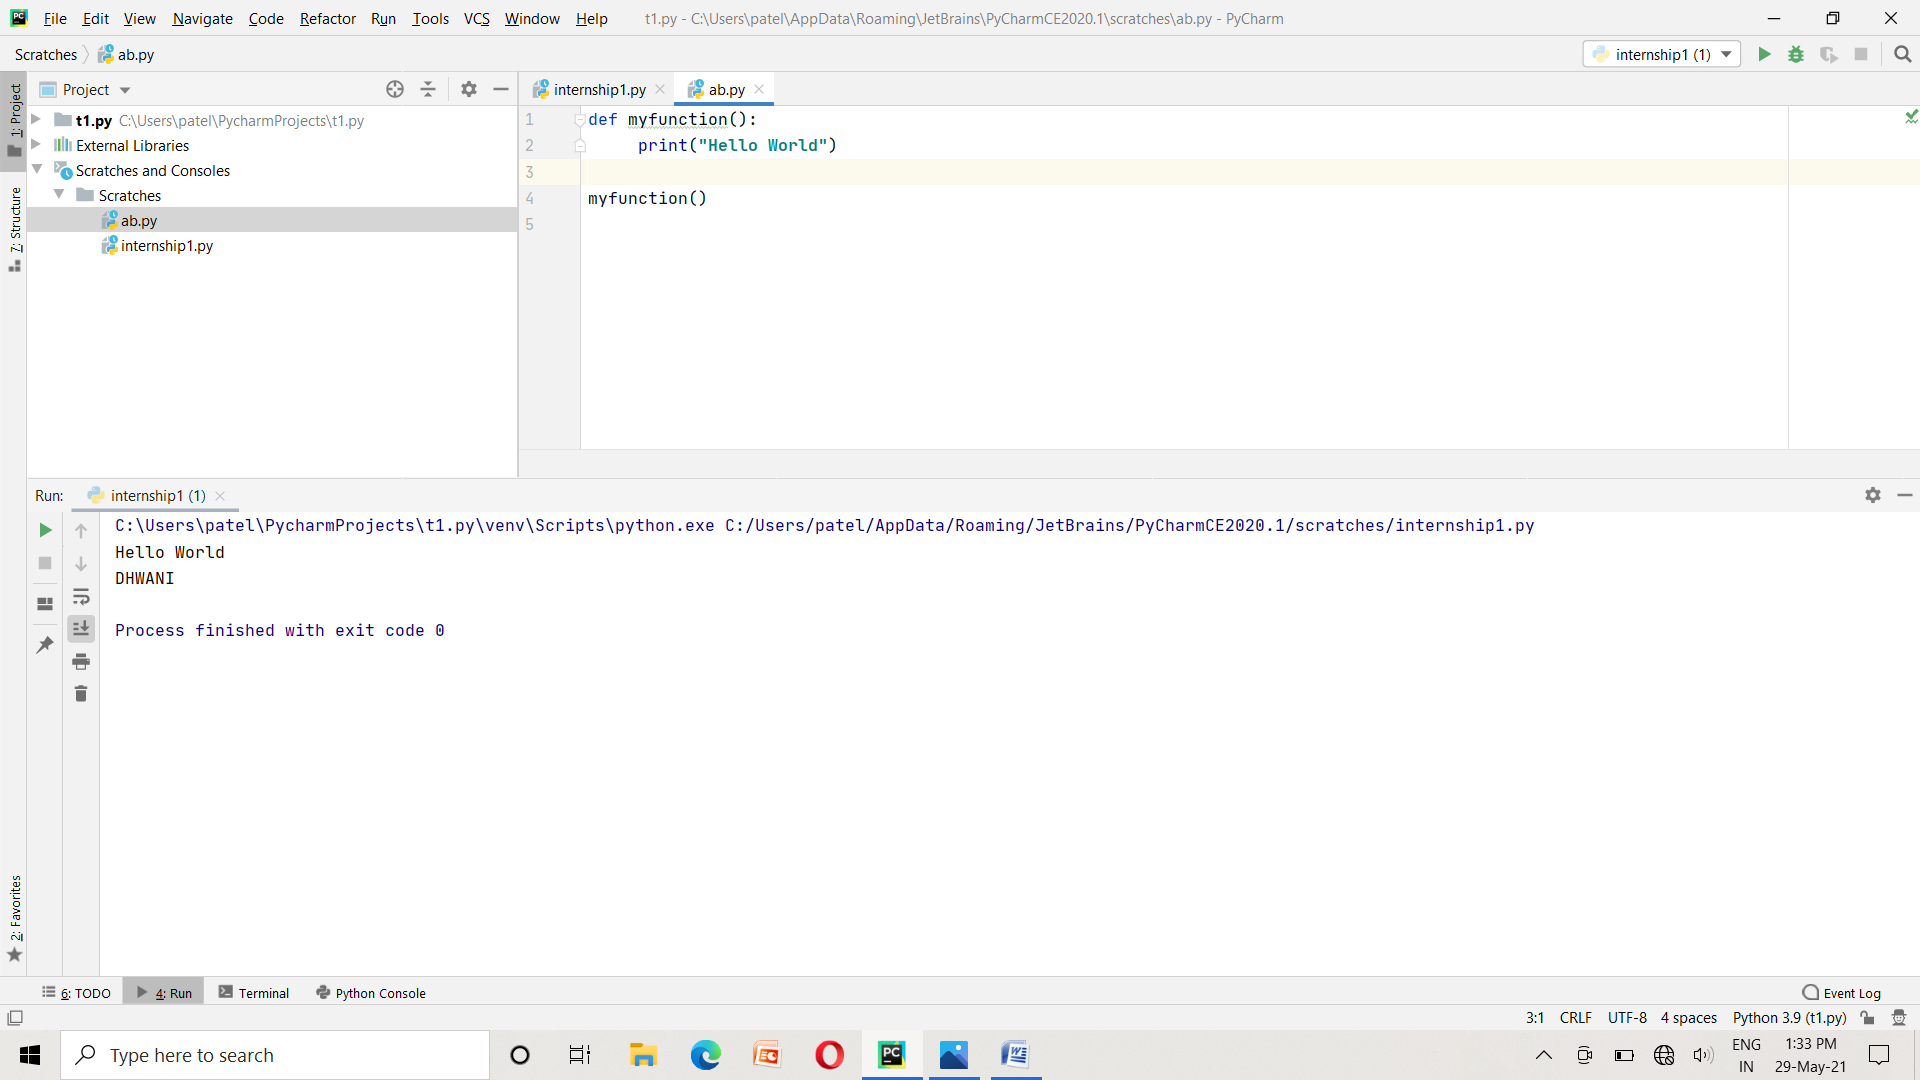 File Edit View Navigate Code Refactor Run Tools VCS Window Help t1.py - C:\Users\patel\AppData\Roaming\JetBrains\PyCharmCE2020.1\scratches\ab.py - PyCharm
Scratches ab.py internship1 (1)
1: Project
Project
internship1.py ab.py
t1.py C:\Users\patel\PycharmProjects\t1.py
External Libraries
Scratches and Consoles
Scratches
ab.py
internship1.py
7: Structure
1 def myfunction():
2 print("Hello World")
3
4 myfunction()
5
Run: internship1 (1)
C:\Users\patel\PycharmProjects\t1.py\venv\Scripts\python.exe C:/Users/patel/AppData/Roaming/JetBrains/PyCharmCE2020.1/scratches/internship1.py
Hello World
DHWANI
Process finished with exit code 0
2: Favorites
6: TODO 4: Run Terminal Python Console Event Log
3:1 CRLF UTF-8 4 spaces Python 3.9 (t1.py)
Type here to search
ENG
IN
1:33 PM
29-May-21